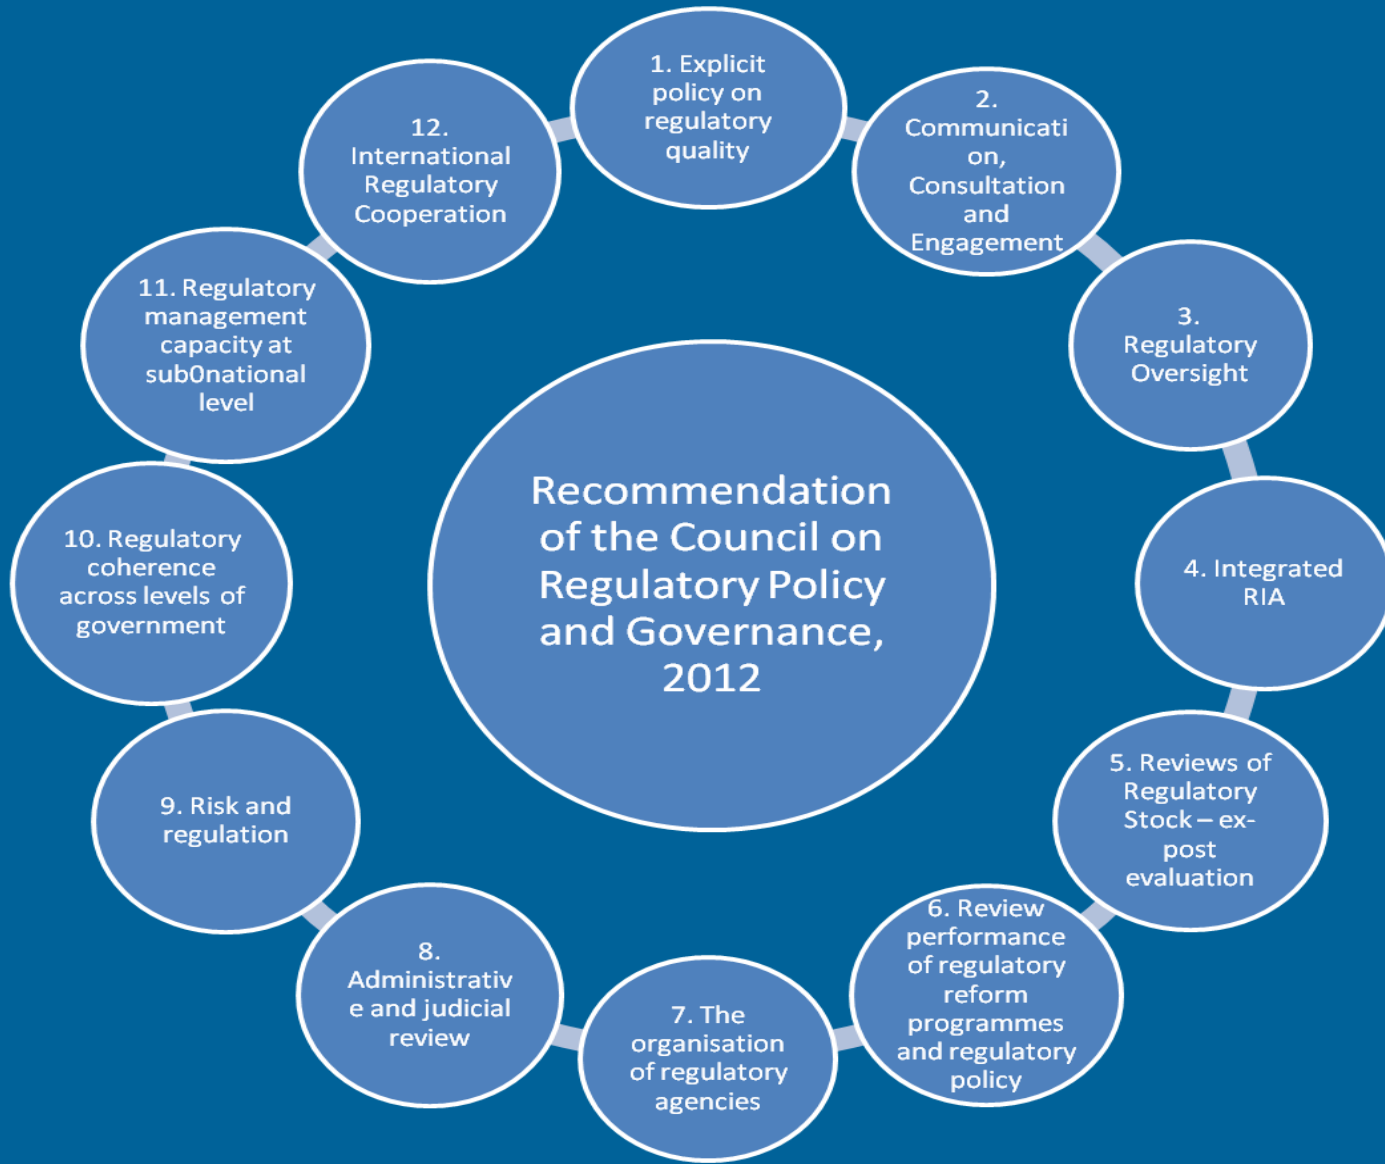 1. Explicit
policy on
regulatory
quality
2.
Communicati
on,
Consultation
and
Engagement
3.
Regulatory
Oversight
4. Integrated
RIA
5. Reviews of
Regulatory
Stock – ex-
post
evaluation
6. Review
performance
of regulatory
reform
programmes
and regulatory
policy
7. The
organisation
of regulatory
agencies
8.
Administrativ
e and judicial
review
9. Risk and
regulation
10. Regulatory
coherence
across levels of
government
11. Regulatory
management
capacity at
sub0national
level
12.
International
Regulatory
Cooperation
Recommendation
of the Council on
Regulatory Policy
and Governance,
2012